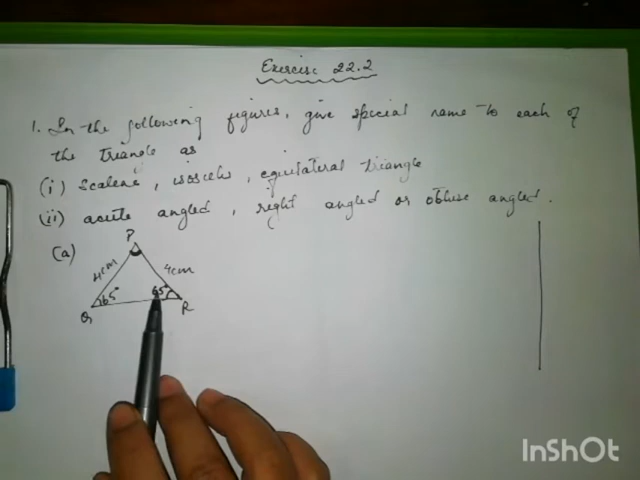 Exercise 22.2
1. In the following figures, give special name to each of
the triangle as
(i) scalene, isosceles, equilateral triangle
(ii) acute angled, right angled or obtuse angled.
(a)
P
4cm 4cm
65° 65°
Q R
InShOt